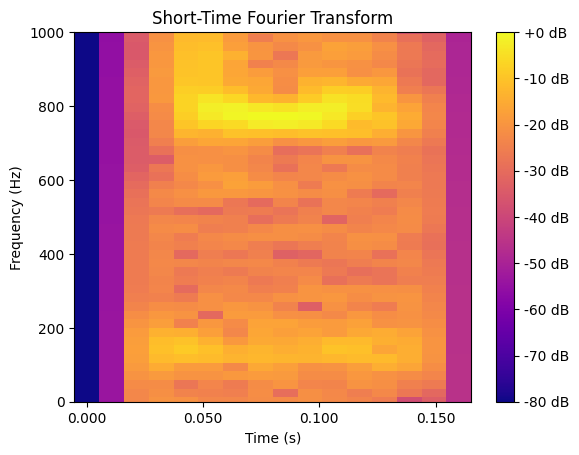 Short-Time Fourier Transform
1000
800
600
400
200
0
Frequency (Hz)
0.000
0.050
0.100
0.150
Time (s)
+0 dB
-10 dB
-20 dB
-30 dB
-40 dB
-50 dB
-60 dB
-70 dB
-80 dB